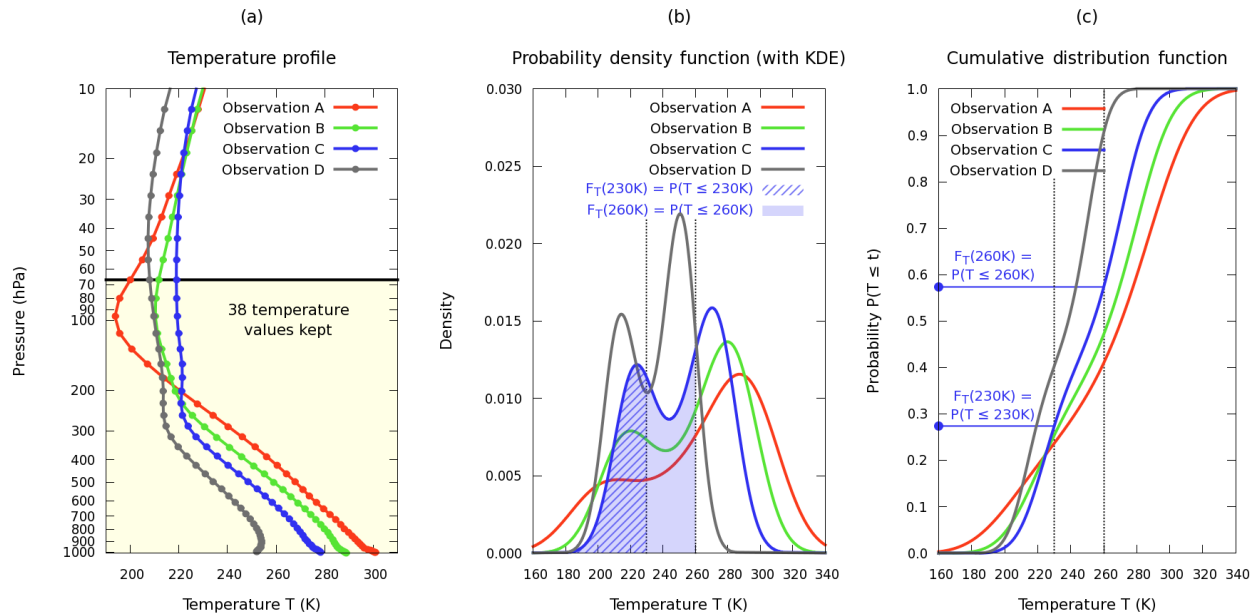 (a)
Temperature profile
Pressure (hPa)
10
20
30
40
50
60
70
80
90
100
200
300
400
500
600
700
800
900
1000
Observation A
Observation B
Observation C
Observation D
38 temperature
values kept
200 220 240 260 280 300
Temperature T (K)
(b)
Probability density function (with KDE)
Density
0.030
0.025
0.020
0.015
0.010
0.005
0.000
Observation A
Observation B
Observation C
Observation D
F_T(230K) = P(T ≤ 230K)
F_T(260K) = P(T ≤ 260K)
160 180 200 220 240 260 280 300 320 340
Temperature T (K)
(c)
Cumulative distribution function
Probability P(T ≤ t)
1.0
0.9
0.8
0.7
0.6
0.5
0.4
0.3
0.2
0.1
0.0
Observation A
Observation B
Observation C
Observation D
F_T(260K) =
P(T ≤ 260K)
F_T(230K) =
P(T ≤ 230K)
160 180 200 220 240 260 280 300 320 340
Temperature T (K)